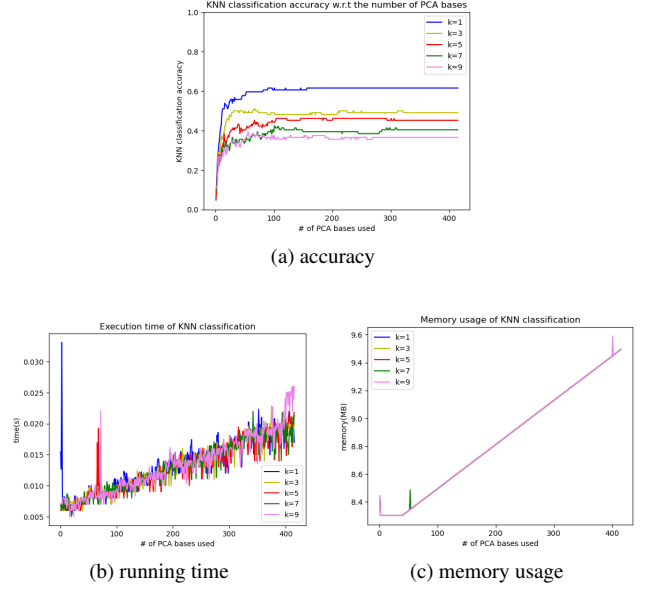 KNN classification accuracy w.r.t the number of PCA bases
1.0
0.8
0.6
0.4
0.2
0.0
KNN classification accuracy
k=1
k=3
k=5
k=7
k=9
0 100 200 300 400
# of PCA bases used
(a) accuracy
Execution time of KNN classification
0.030
0.025
0.020
0.015
0.010
0.005
time(s)
k=1
k=3
k=5
k=7
k=9
0 100 200 300 400
# of PCA bases used
(b) running time
Memory usage of KNN classification
9.6
9.4
9.2
9.0
8.8
8.6
8.4
memory(MB)
k=1
k=3
k=5
k=7
k=9
0 100 200 300 400
# of PCA bases used
(c) memory usage